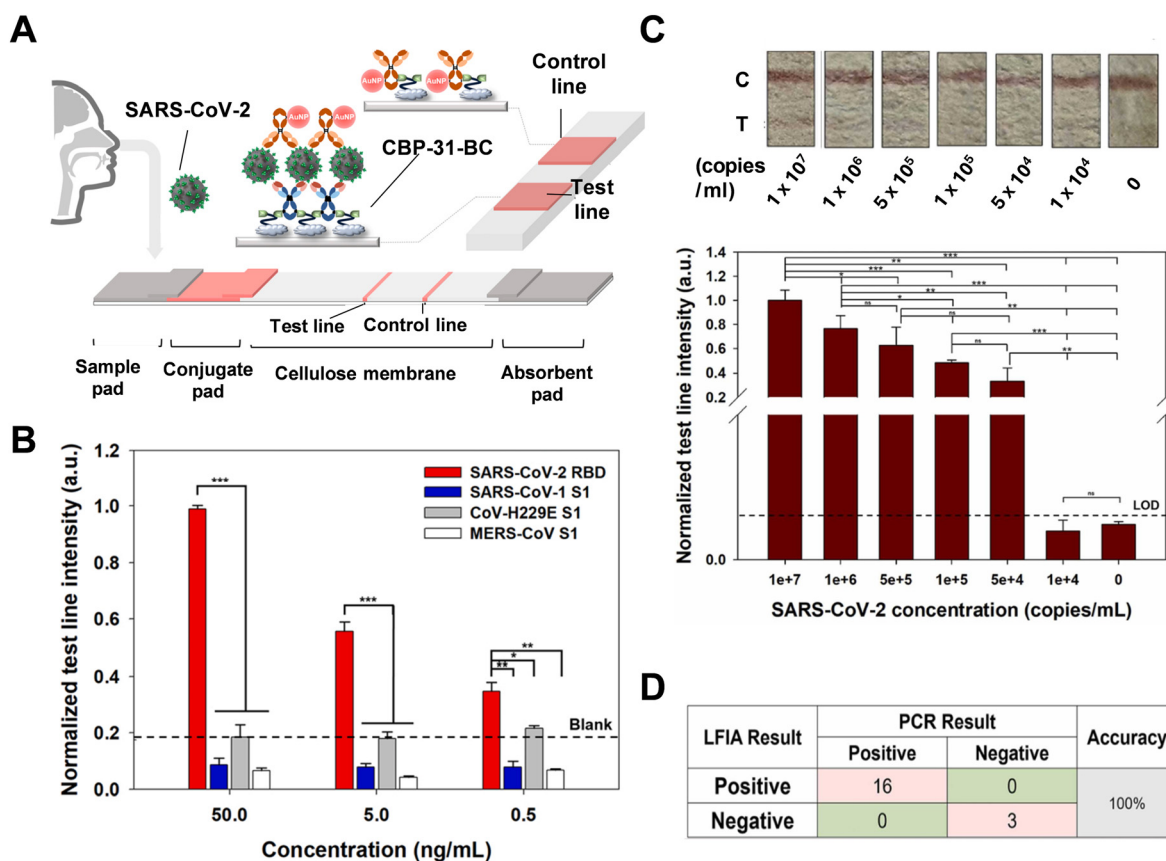 A
SARS-CoV-2
AuNP
AuNP
AuNP
AuNP
CBP-31-BC
Control
line
Test
line
Test line
Control line
Sample
pad
Conjugate
pad
Cellulose membrane
Absorbent
pad
B
Normalized test line intensity (a.u.)
1.2
1.0
0.8
0.6
0.4
0.2
0.0
SARS-CoV-2 RBD
SARS-CoV-1 S1
CoV-H229E S1
MERS-CoV S1
***
***
**
*
**
Blank
50.0
5.0
0.5
Concentration (ng/mL)
C
C
T
(copies
/ml)
1 x 10⁷
1 x 10⁶
5 x 10⁵
1 x 10⁵
5 x 10⁴
1 x 10⁴
0
Normalized test line intensity (a.u.)
1.4
1.2
1.0
0.8
0.6
0.4
0.2
0.0
***
**
***
*
***
**
*
ns
**
ns
***
ns
**
ns
LOD
1e+7
1e+6
5e+5
1e+5
5e+4
1e+4
0
SARS-CoV-2 concentration (copies/mL)
D
LFIA Result
PCR Result
Accuracy
Positive
Negative
Positive
16
0
100%
Negative
0
3